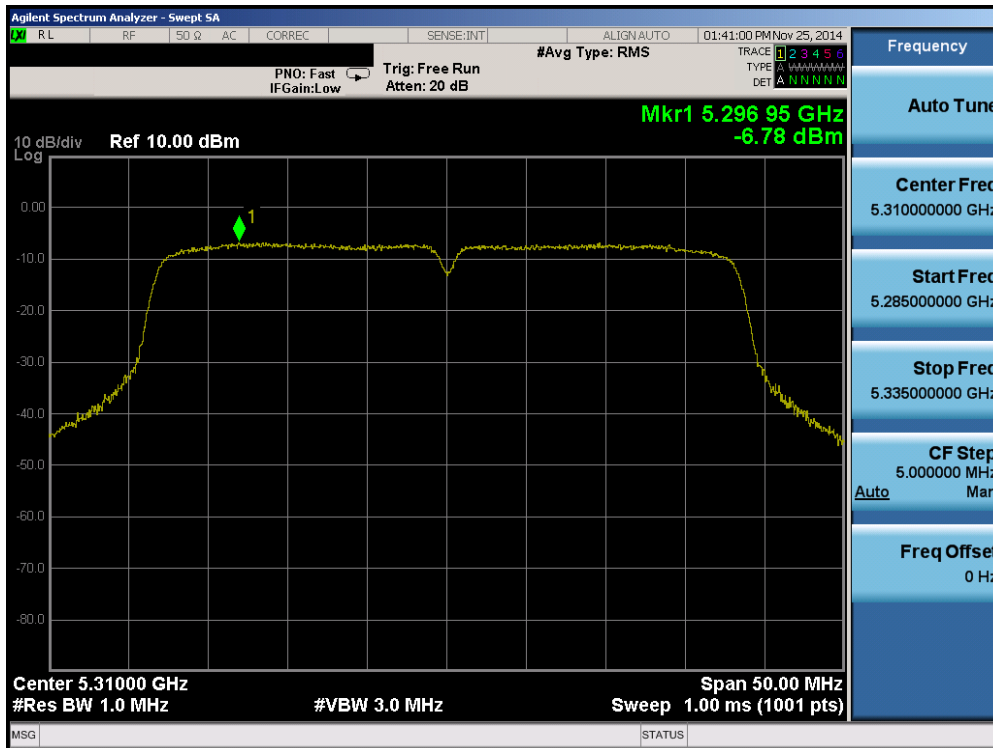 Agilent Spectrum Analyzer - Swept SA
LXI RL RF 50 Ω AC CORREC SENSE:INT ALIGNAUTO 01:41:00 PM Nov 25, 2014
#Avg Type: RMS TRACE 1 2 3 4 5 6
PNO: Fast Trig: Free Run TYPE A WWWWW
IFGain:Low Atten: 20 dB DET A N N N N N
Mkr1 5.296 95 GHz
-6.78 dBm
10 dB/div Ref 10.00 dBm
Log
0.00
1
-10.0
-20.0
-30.0
-40.0
-50.0
-60.0
-70.0
-80.0
Center 5.31000 GHz Span 50.00 MHz
#Res BW 1.0 MHz #VBW 3.0 MHz Sweep 1.00 ms (1001 pts)
MSG STATUS
Frequency
Auto Tune
Center Freq
5.310000000 GHz
Start Freq
5.285000000 GHz
Stop Freq
5.335000000 GHz
CF Step
5.000000 MHz
Auto Man
Freq Offset
0 Hz